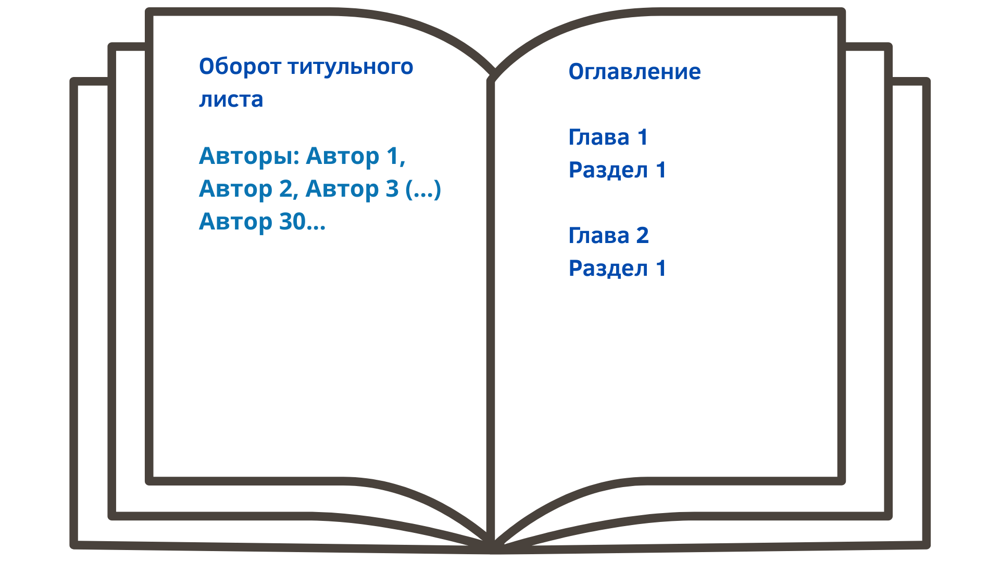 Оборот титульного
листа
Авторы: Автор 1,
Автор 2, Автор 3 (...)
Автор 30...
Оглавление
Глава 1
Раздел 1
Глава 2
Раздел 1